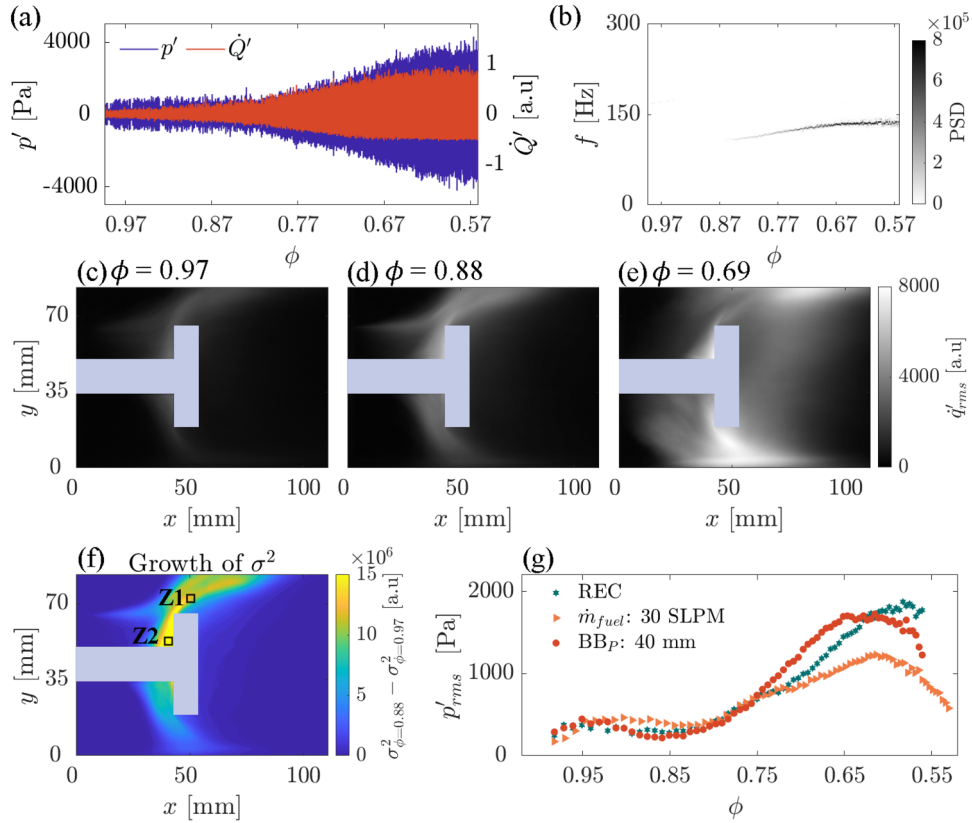 (a)
4000
0
-4000
p′ [Pa]
p′ Q̇′
1
0
-1
Q̇′ [a.u]
0.97 0.87 0.77 0.67 0.57
ϕ
(b)
300
150
0
f [Hz]
0.97 0.87 0.77 0.67 0.57
ϕ
×10⁵
8
6
4
2
0
PSD
(c) ϕ = 0.97
70
35
0
y [mm]
0 50 100
x [mm]
(d) ϕ = 0.88
0 50 100
x [mm]
(e) ϕ = 0.69
0 50 100
x [mm]
8000
4000
0
q̇′rms [a.u]
(f)
Growth of σ²
Z1
Z2
70
35
0
y [mm]
0 50 100
x [mm]
×10⁶
15
10
5
0
σ²ϕ=0.88 − σ²ϕ=0.97 [a.u]
(g)
REC
ṁfuel: 30 SLPM
BBP: 40 mm
2000
1200
0
p′rms [Pa]
0.95 0.85 0.75 0.65 0.55
ϕ